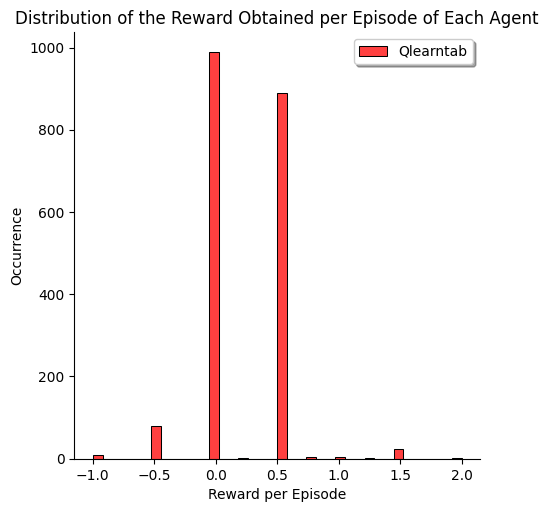 Distribution of the Reward Obtained per Episode of Each Agent
Qlearntab
Occurrence
1000
800
600
400
200
0
−1.0 −0.5 0.0 0.5 1.0 1.5 2.0
Reward per Episode